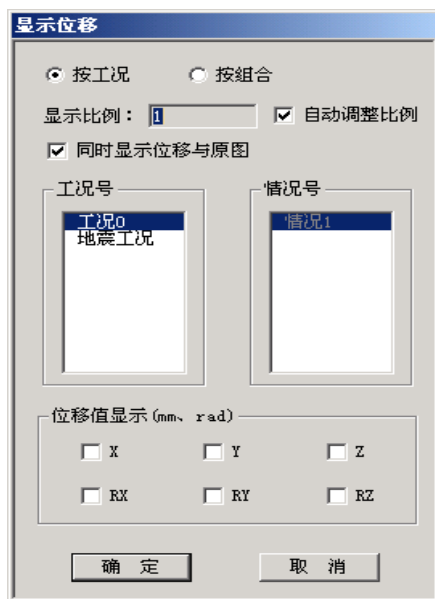 显示位移
按工况 按组合
显示比例： 1 自动调整比例
同时显示位移与原图
工况号 情况号
工况0 情况1
地震工况
位移值显示(mm、rad)
X Y Z
RX RY RZ
确 定 取 消